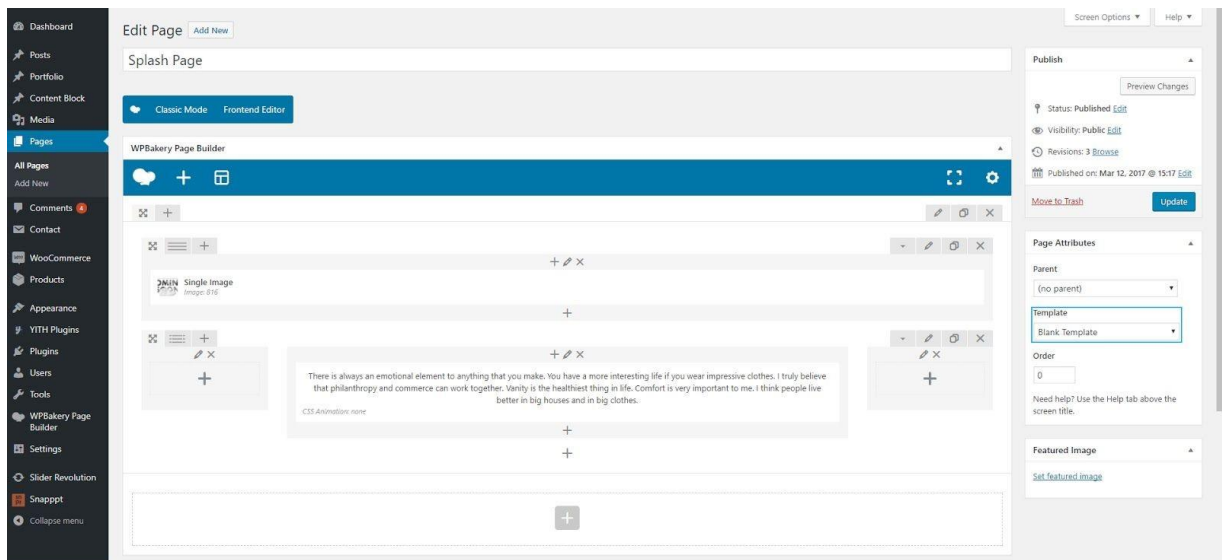 Dashboard
Posts
Portfolio
Content Block
Media
Pages
All Pages
Add New
Comments 4
Contact
WooCommerce
Products
Appearance
YITH Plugins
Plugins
Users
Tools
WPBakery Page
Builder
Settings
Slider Revolution
Snapppt
Collapse menu
Screen Options
Help
Edit Page
Add New
Splash Page
Classic Mode
Frontend Editor
WPBakery Page Builder
Single Image
Image: 816
There is always an emotional element to anything that you make. You have a more interesting life if you wear impressive clothes. I truly believe
that philanthropy and commerce can work together. Vanity is the healthiest thing in life. Comfort is very important to me. I think people live
better in big houses and in big clothes.
CSS Animation: none
Publish
Preview Changes
Status: Published Edit
Visibility: Public Edit
Revisions: 3 Browse
Published on: Mar 12, 2017 @ 15:17 Edit
Move to Trash
Update
Page Attributes
Parent
(no parent)
Template
Blank Template
Order
0
Need help? Use the Help tab above the
screen title.
Featured Image
Set featured image